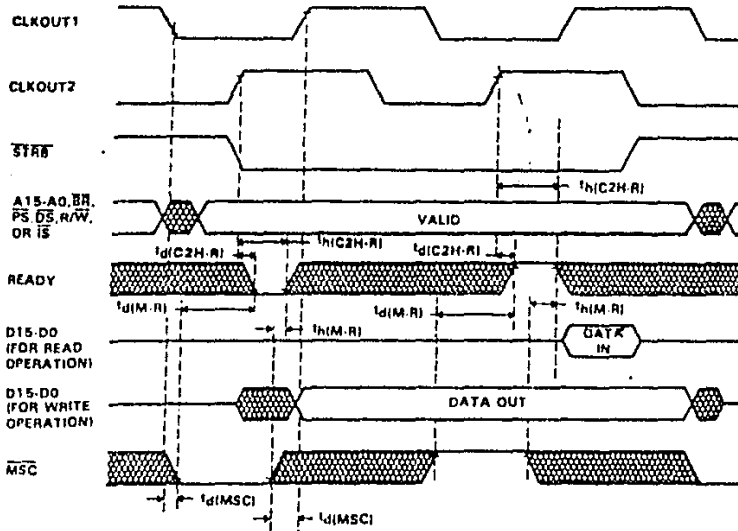 CLKOUT1
CLKOUT2
STRB
th(C2H-R)
A15-A0, BR,
PS, DS, R/W,
OR IS
VALID
td(C2H-R)
th(C2H-R)
td(C2H-R)
READY
td(M-R)
th(M-R)
td(M-R)
th(M-R)
D15-D0
(FOR READ
OPERATION)
DATA
IN
D15-D0
(FOR WRITE
OPERATION)
DATA OUT
MSC
td(MSC)
td(MSC)